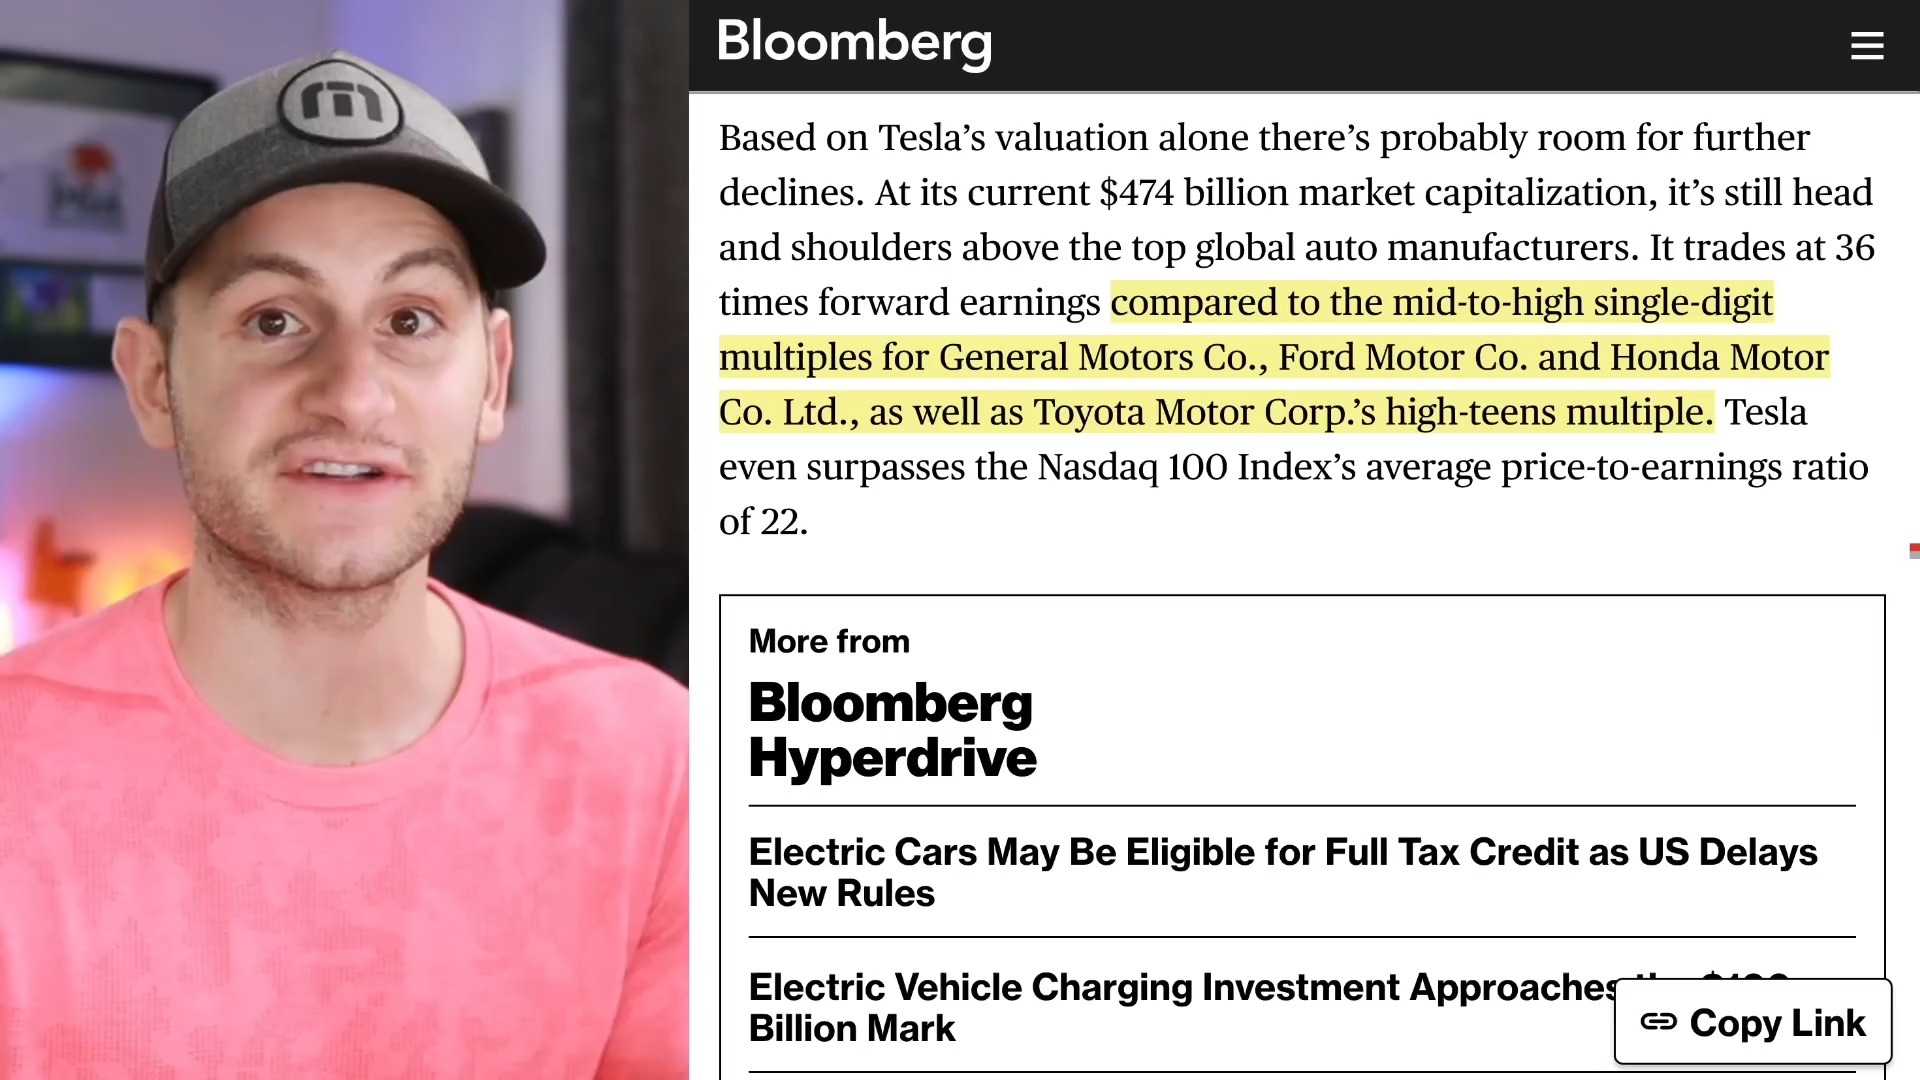 Bloomberg
Based on Tesla’s valuation alone there’s probably room for further
declines. At its current $474 billion market capitalization, it’s still head
and shoulders above the top global auto manufacturers. It trades at 36
times forward earnings compared to the mid-to-high single-digit
multiples for General Motors Co., Ford Motor Co. and Honda Motor
Co. Ltd., as well as Toyota Motor Corp.’s high-teens multiple. Tesla
even surpasses the Nasdaq 100 Index’s average price-to-earnings ratio
of 22.
More from
Bloomberg
Hyperdrive
Electric Cars May Be Eligible for Full Tax Credit as US Delays
New Rules
Electric Vehicle Charging Investment Approaches
Billion Mark
Copy Link